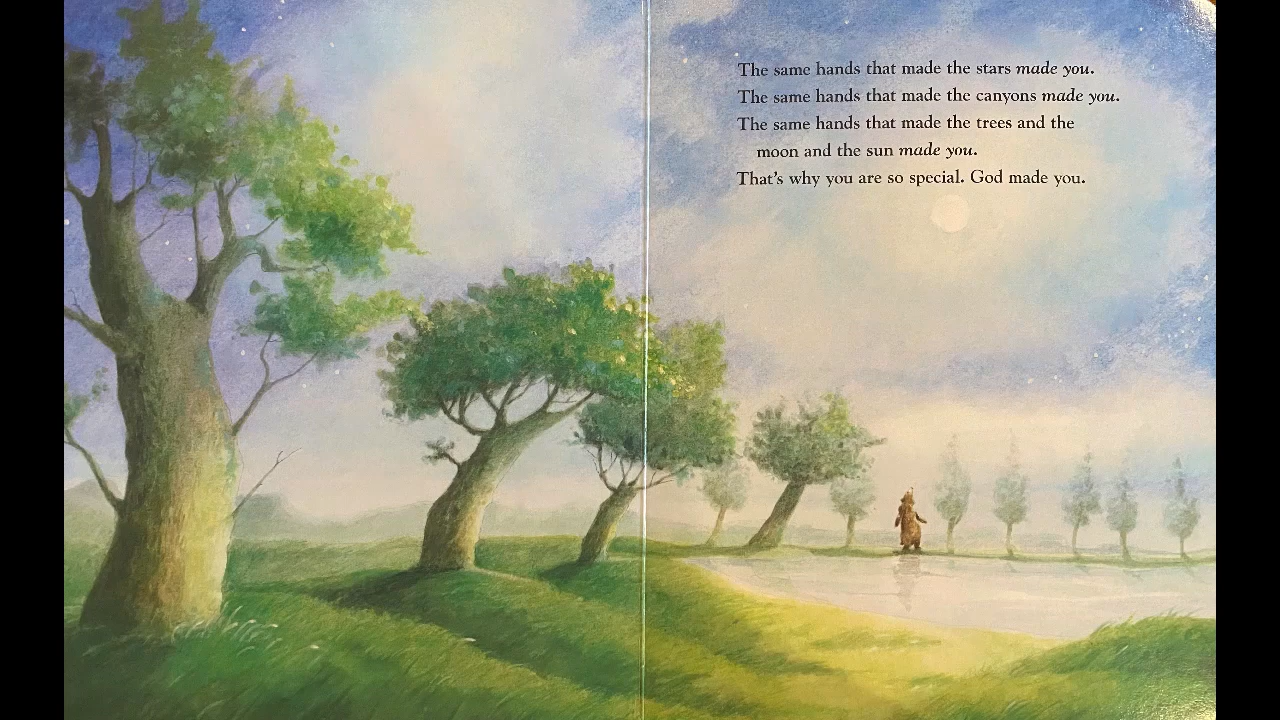 The same hands that made the stars made you.
The same hands that made the canyons made you.
The same hands that made the trees and the
moon and the sun made you.
That's why you are so special. God made you.